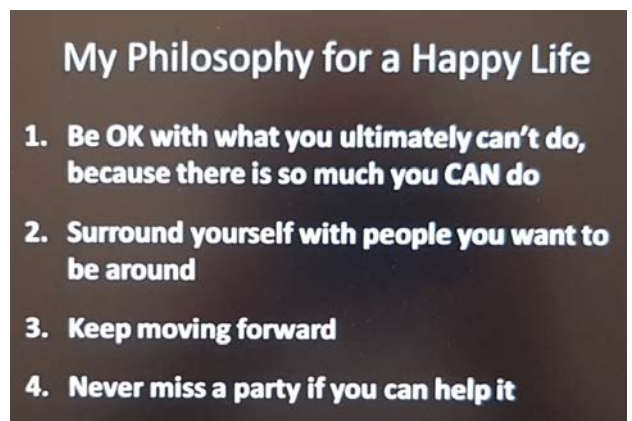 My Philosophy for a Happy Life
1. Be OK with what you ultimately can't do,
because there is so much you CAN do
2. Surround yourself with people you want to
be around
3. Keep moving forward
4. Never miss a party if you can help it